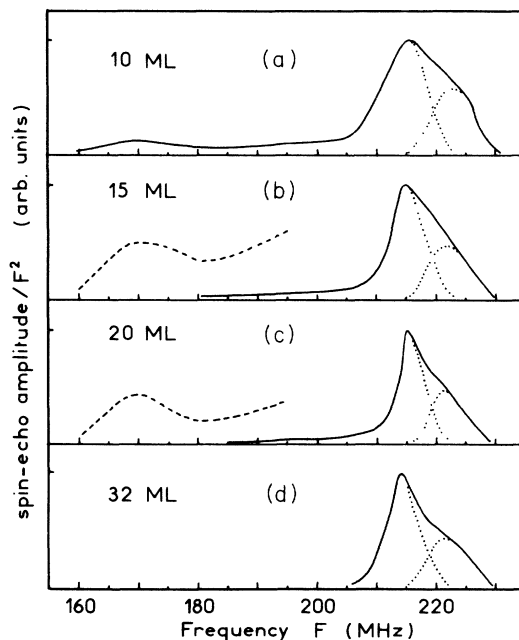 10 ML (a)
15 ML (b)
20 ML (c)
32 ML (d)
spin-echo amplitude/F² (arb. units)
160 180 200 220
Frequency F (MHz)